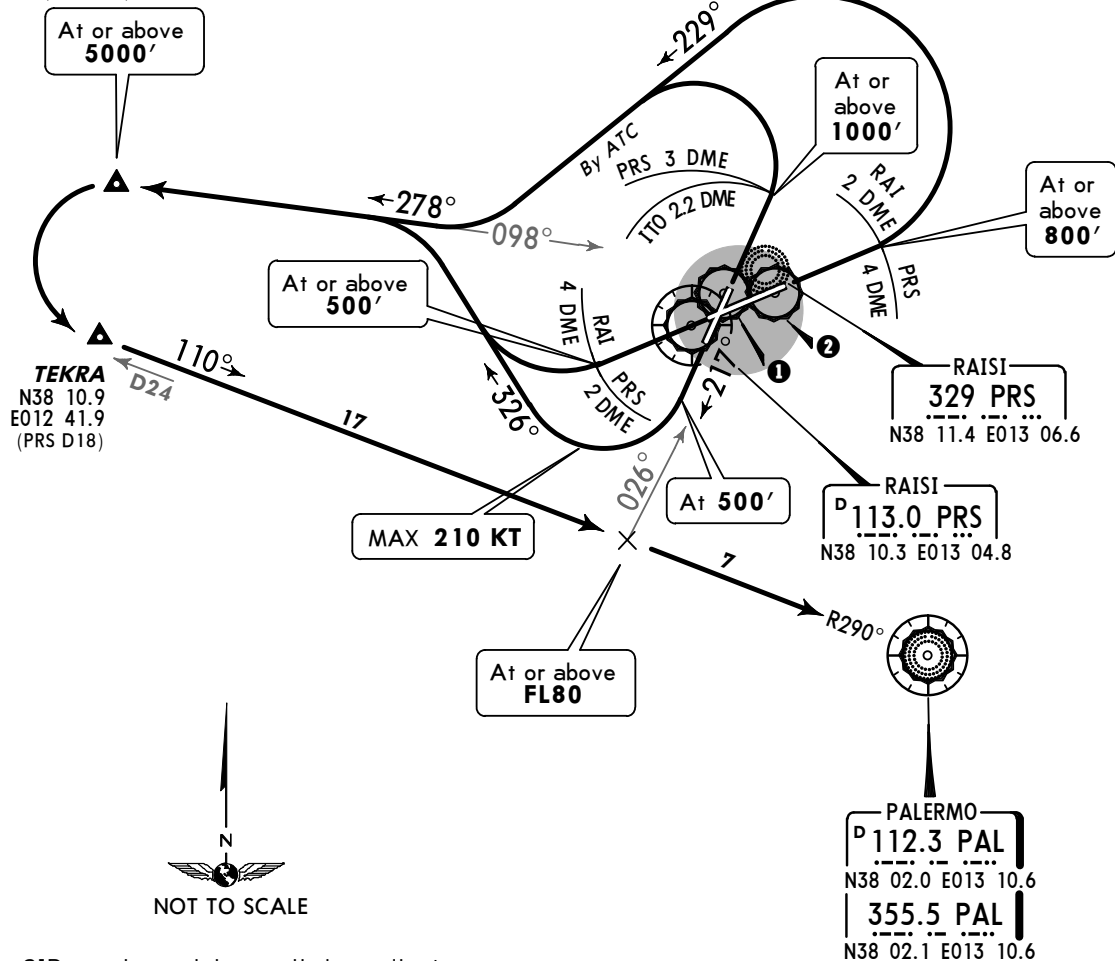 At or above
5000'
229°
At or
above
1000'
By ATC
PRS 3 DME
ITO 2.2 DME
RAI
2 DME
PRS
4 DME
At or
above
800'
278°
098°
At or above
500'
4 DME
RAI
PRS
2 DME
217°
326°
026°
1
2
110°
D24
17
TEKRA
N38 10.9
E012 41.9
(PRS D18)
RAISI
329 PRS
N38 11.4 E013 06.6
RAISI
D 113.0 PRS
N38 10.3 E013 04.8
At 500'
MAX 210 KT
7
R290°
At or above
FL80
N
NOT TO SCALE
PALERMO
D 112.3 PAL
N38 02.0 E013 10.6
355.5 PAL
N38 02.1 E013 10.6